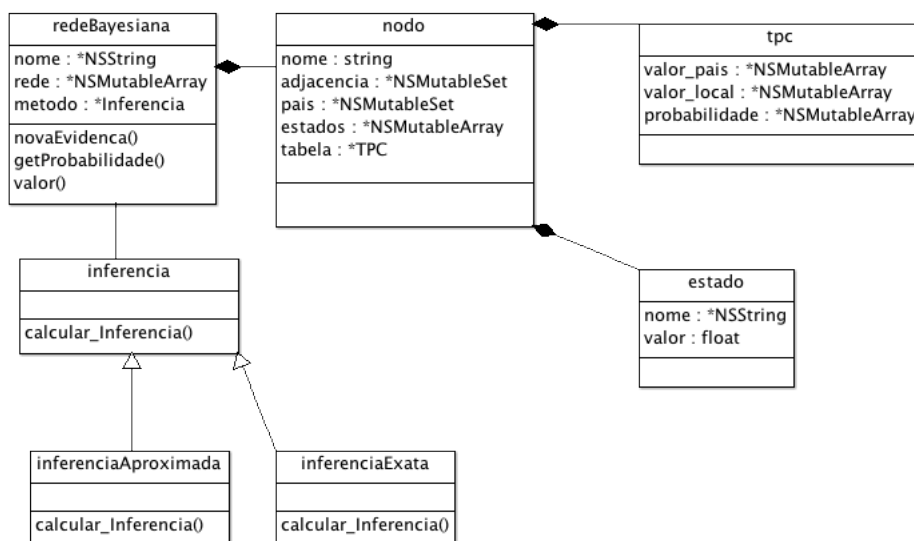 redeBayesiana
nome : *NSString
rede : *NSMutableArray
metodo : *Inferencia
novaEvidenca()
getProbabilidade()
valor()
nodo
nome : string
adjacencia : *NSMutableSet
pais : *NSMutableSet
estados : *NSMutableArray
tabela : *TPC
tpc
valor_pais : *NSMutableArray
valor_local : *NSMutableArray
probabilidade : *NSMutableArray
inferencia
calcular_Inferencia()
estado
nome : *NSString
valor : float
inferenciaAproximada
calcular_Inferencia()
inferenciaExata
calcular_Inferencia()